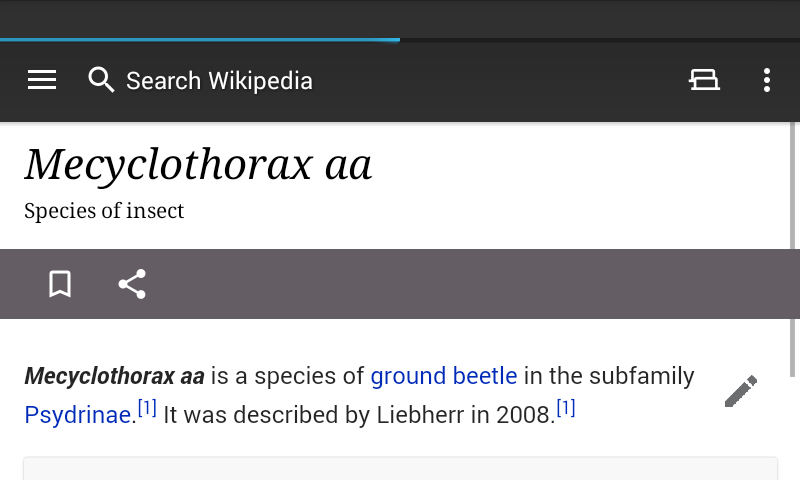 Search Wikipedia
Mecyclothorax aa
Species of insect
Mecyclothorax aa is a species of ground beetle in the subfamily
Psydrinae.[1] It was described by Liebherr in 2008.[1]